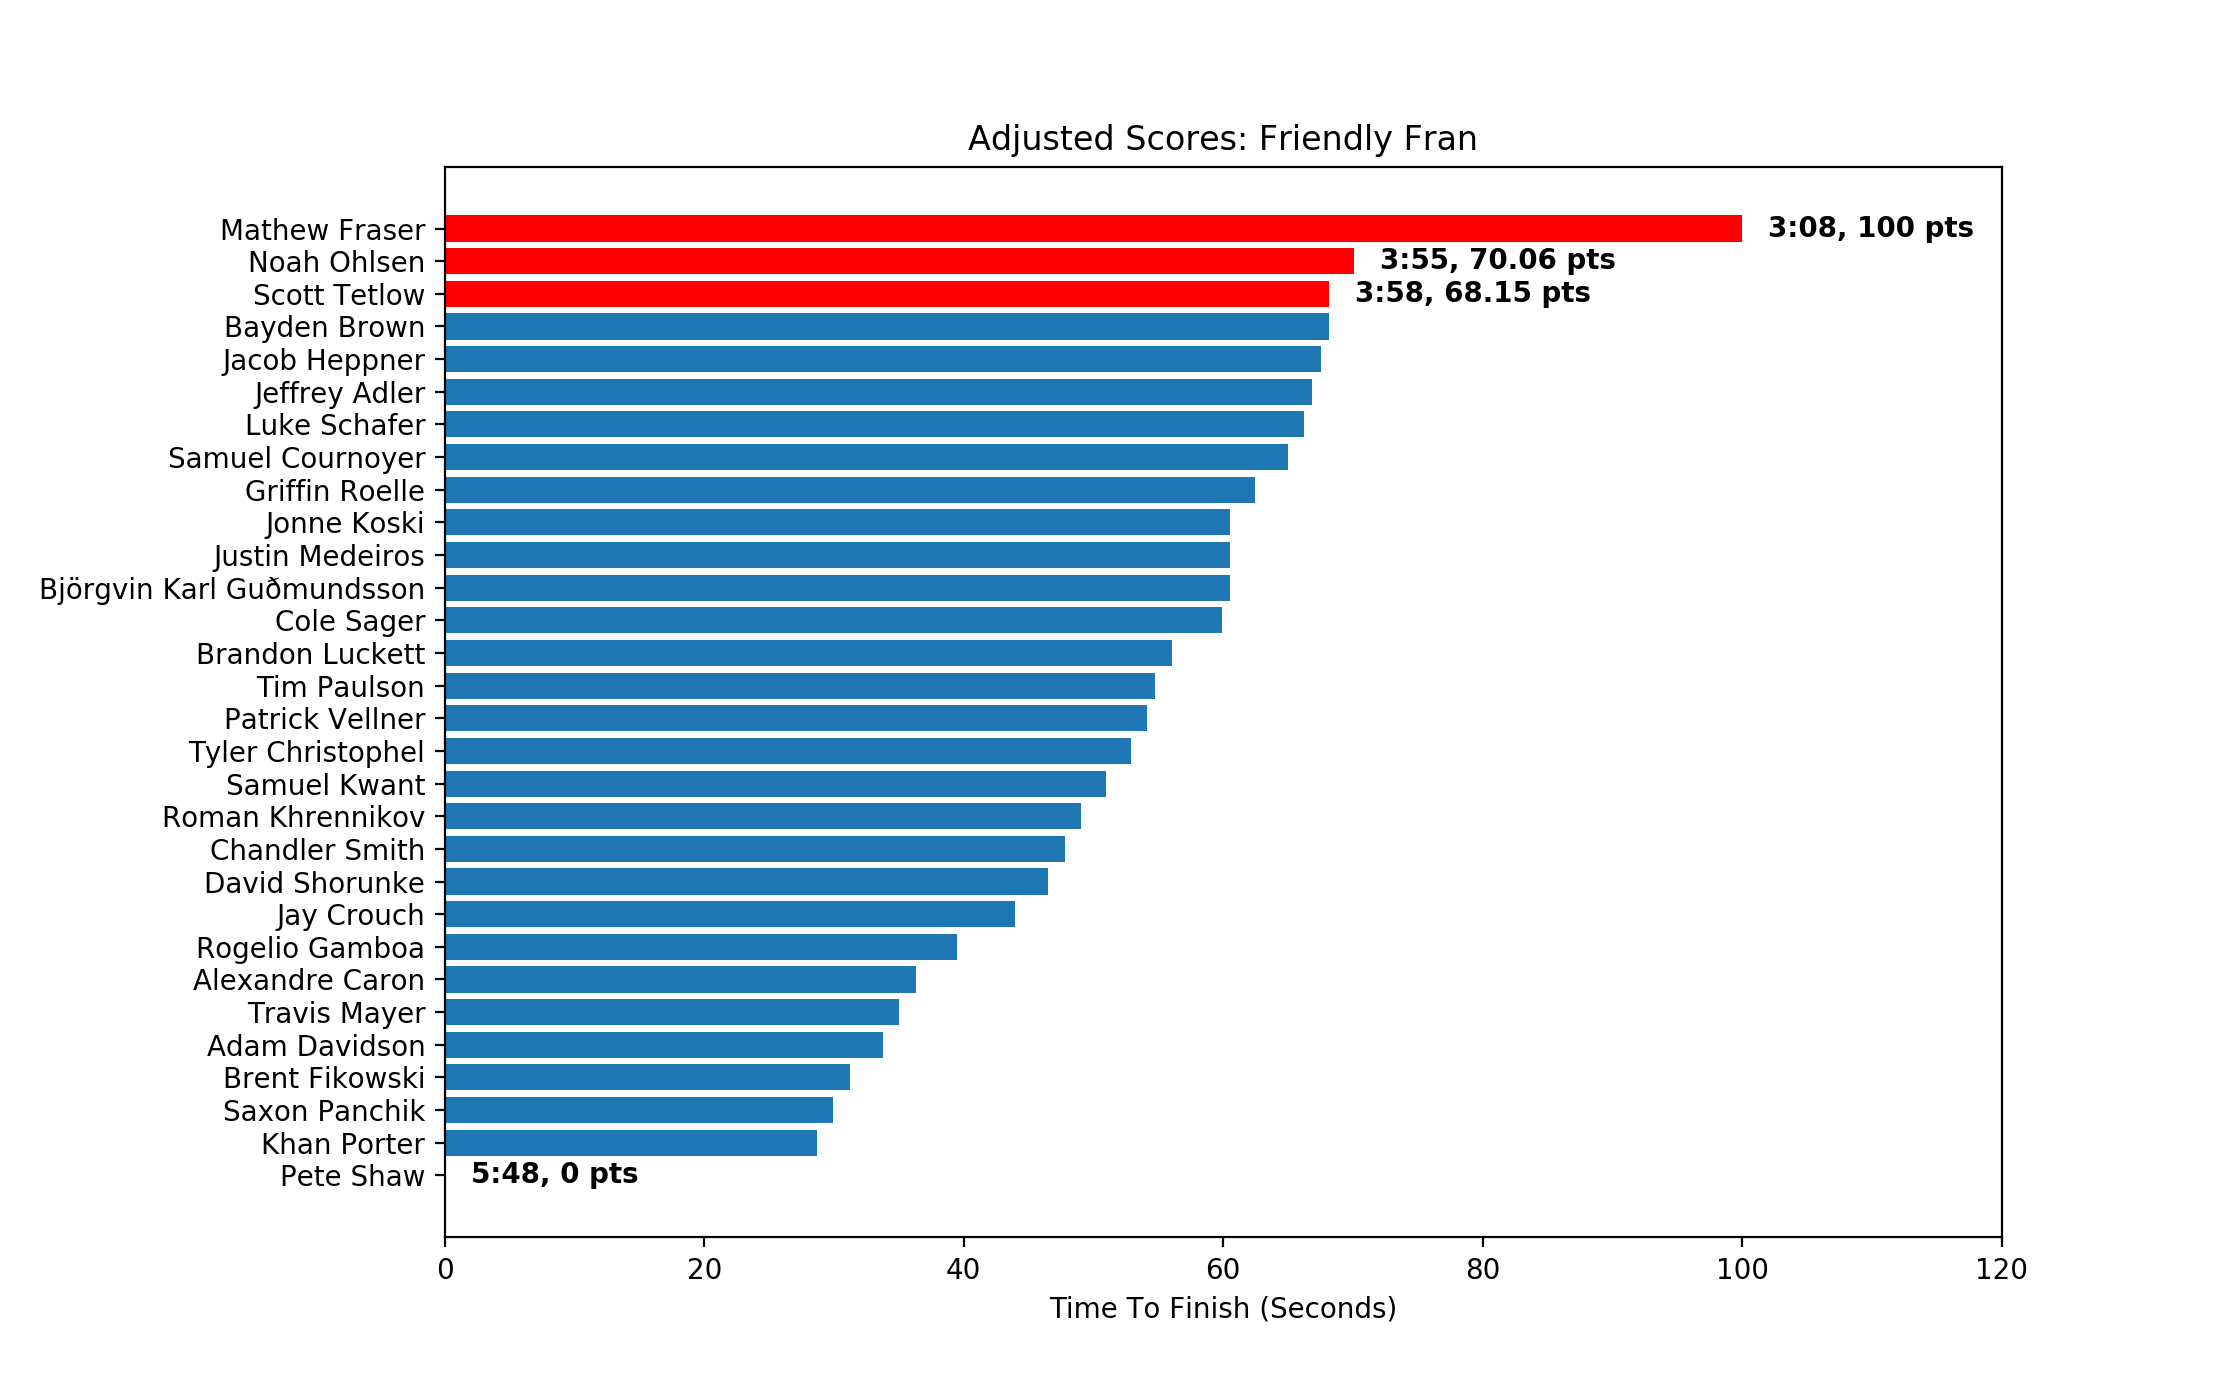 Adjusted Scores: Friendly Fran
Mathew Fraser 3:08, 100 pts
Noah Ohlsen 3:55, 70.06 pts
Scott Tetlow 3:58, 68.15 pts
Bayden Brown
Jacob Heppner
Jeffrey Adler
Luke Schafer
Samuel Cournoyer
Griffin Roelle
Jonne Koski
Justin Medeiros
Björgvin Karl Guðmundsson
Cole Sager
Brandon Luckett
Tim Paulson
Patrick Vellner
Tyler Christophel
Samuel Kwant
Roman Khrennikov
Chandler Smith
David Shorunke
Jay Crouch
Rogelio Gamboa
Alexandre Caron
Travis Mayer
Adam Davidson
Brent Fikowski
Saxon Panchik
Khan Porter
Pete Shaw 5:48, 0 pts
0 20 40 60 80 100 120
Time To Finish (Seconds)